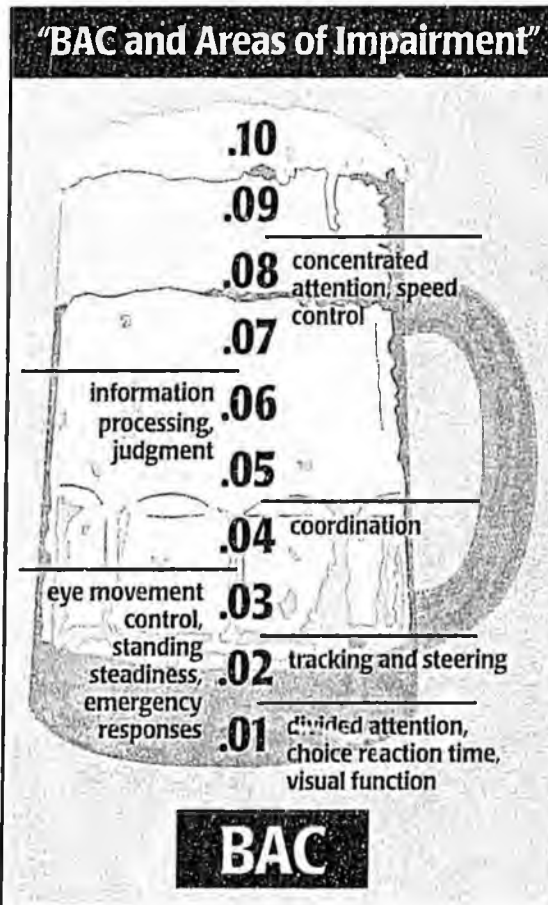 "BAC and Areas of Impairment"
.10
.09
.08
concentrated
attention, speed
control
.07
information
processing,
judgment
.06
.05
.04
coordination
eye movement
control,
standing
steadiness,
emergency
responses
.03
.02
tracking and steering
.01
divided attention,
choice reaction time,
visual function
BAC